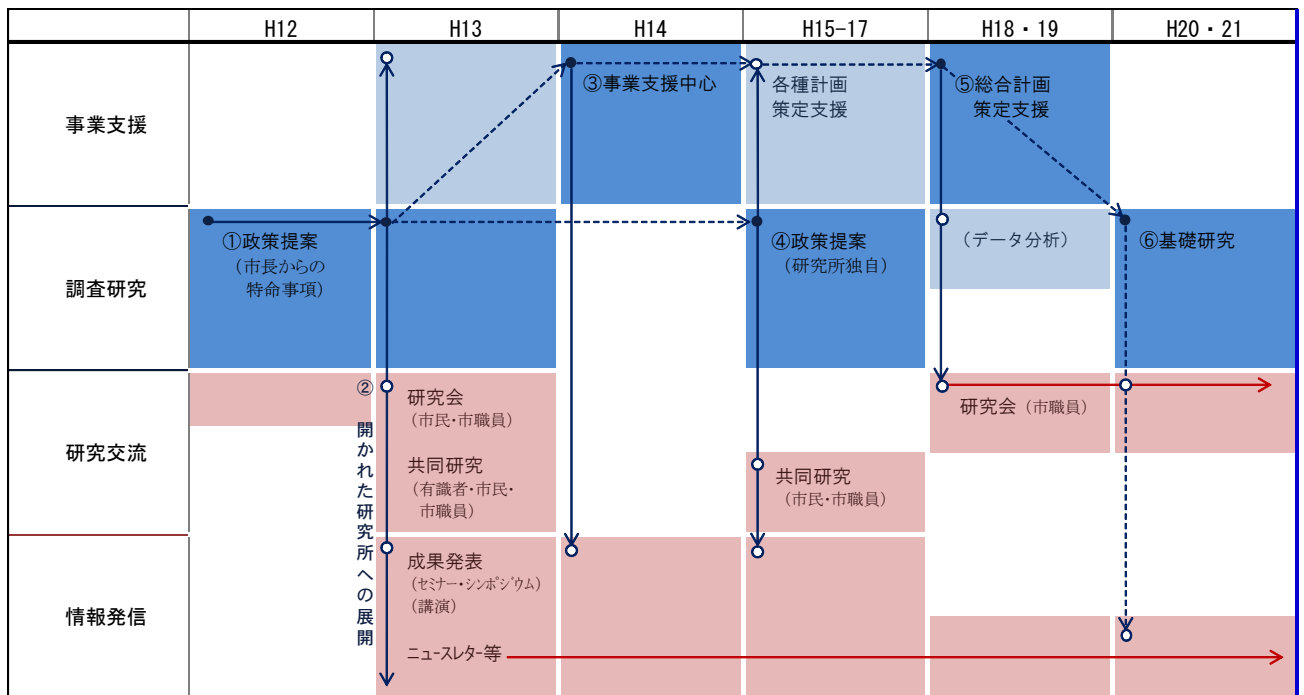 H12 H13 H14 H15-17 H18・19 H20・21
事業支援
③事業支援中心
各種計画
策定支援
⑤総合計画
策定支援
調査研究
①政策提案
(市長からの
特命事項)
④政策提案
(研究所独自)
(データ分析)
⑥基礎研究
研究交流
②開かれた研究所への展開
研究会
(市民・市職員)
共同研究
(有識者・市民・
市職員)
共同研究
(市民・市職員)
研究会 (市職員)
情報発信
成果発表
(セミナー・シンポジウム)
(講演)
ニュースレター等